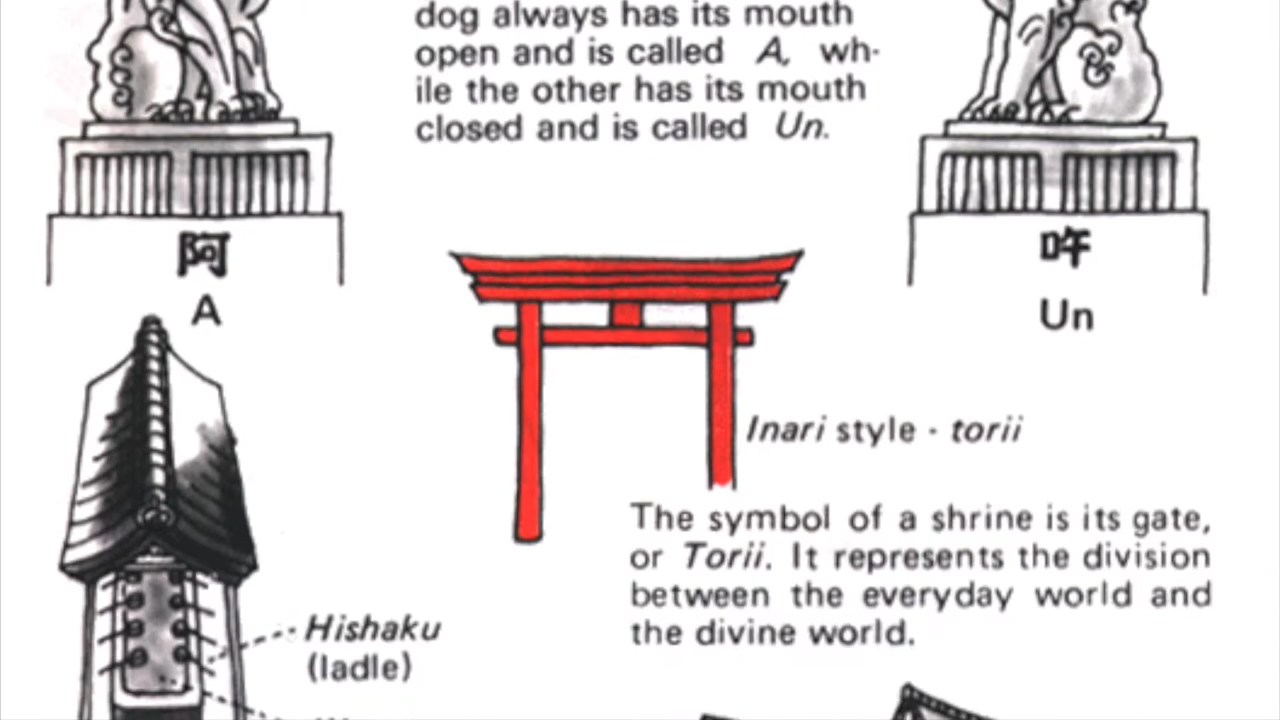 dog always has its mouth
open and is called A, wh-
ile the other has its mouth
closed and is called Un.
阿
A
吽
Un
Inari style - torii
The symbol of a shrine is its gate,
or Torii. It represents the division
between the everyday world and
the divine world.
Hishaku
(ladle)